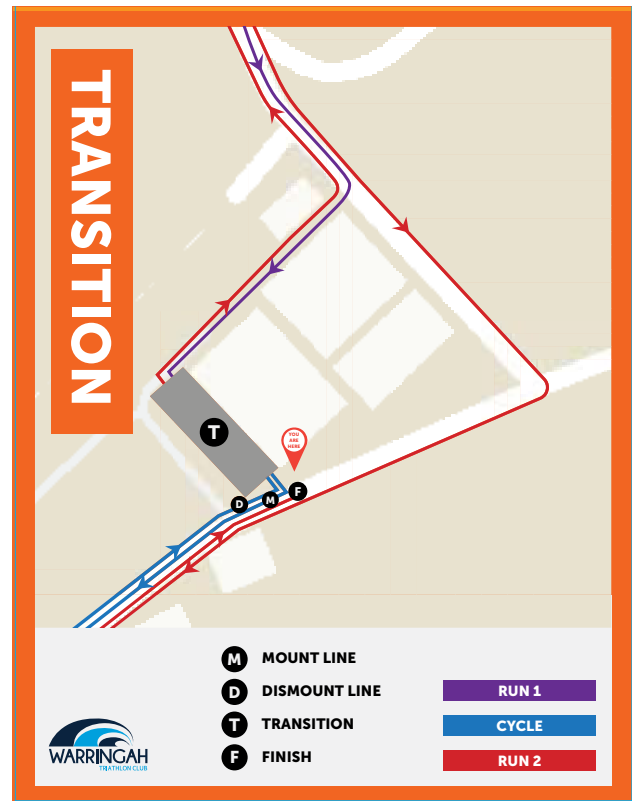 TRANSITION
T
YOU
ARE
HERE
D
M
F
M MOUNT LINE
D DISMOUNT LINE
T TRANSITION
F FINISH
RUN 1
CYCLE
RUN 2
WARRINGAH
TRIATHLON CLUB